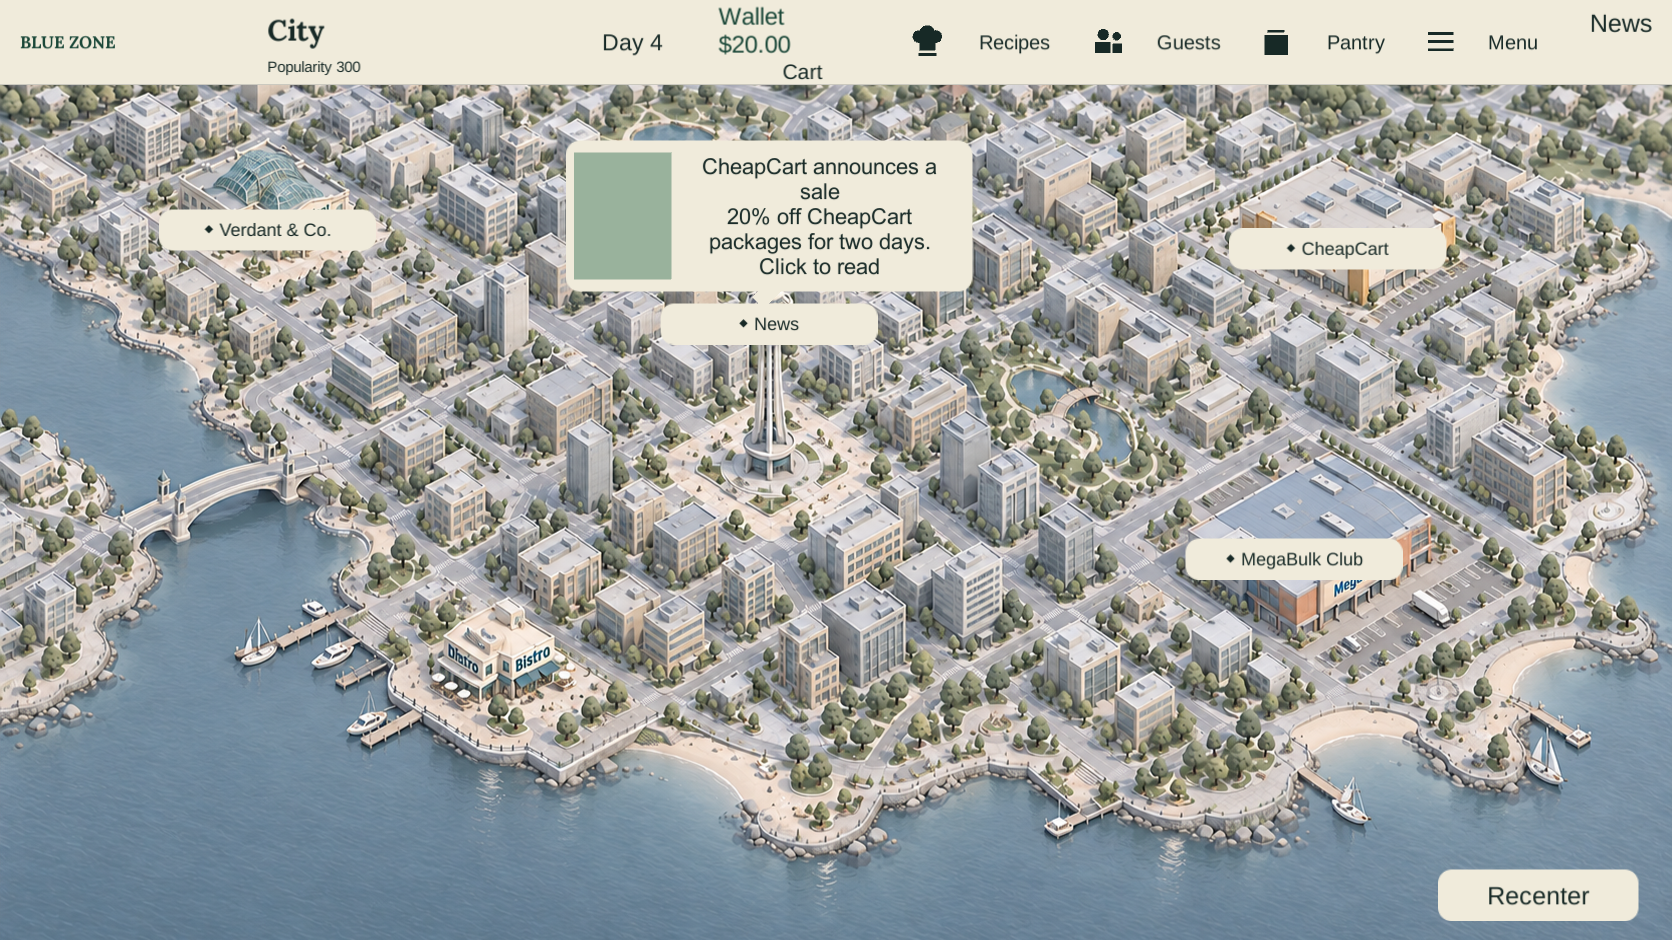 BLUE ZONE
City
Popularity 300
Day 4
Wallet
$20.00
Cart
Recipes
Guests
Pantry
Menu
News
CheapCart announces a
sale
20% off CheapCart
packages for two days.
Click to read
Verdant & Co.
CheapCart
News
MegaBulk Club
Mega
Bistro
Bistro
Recenter